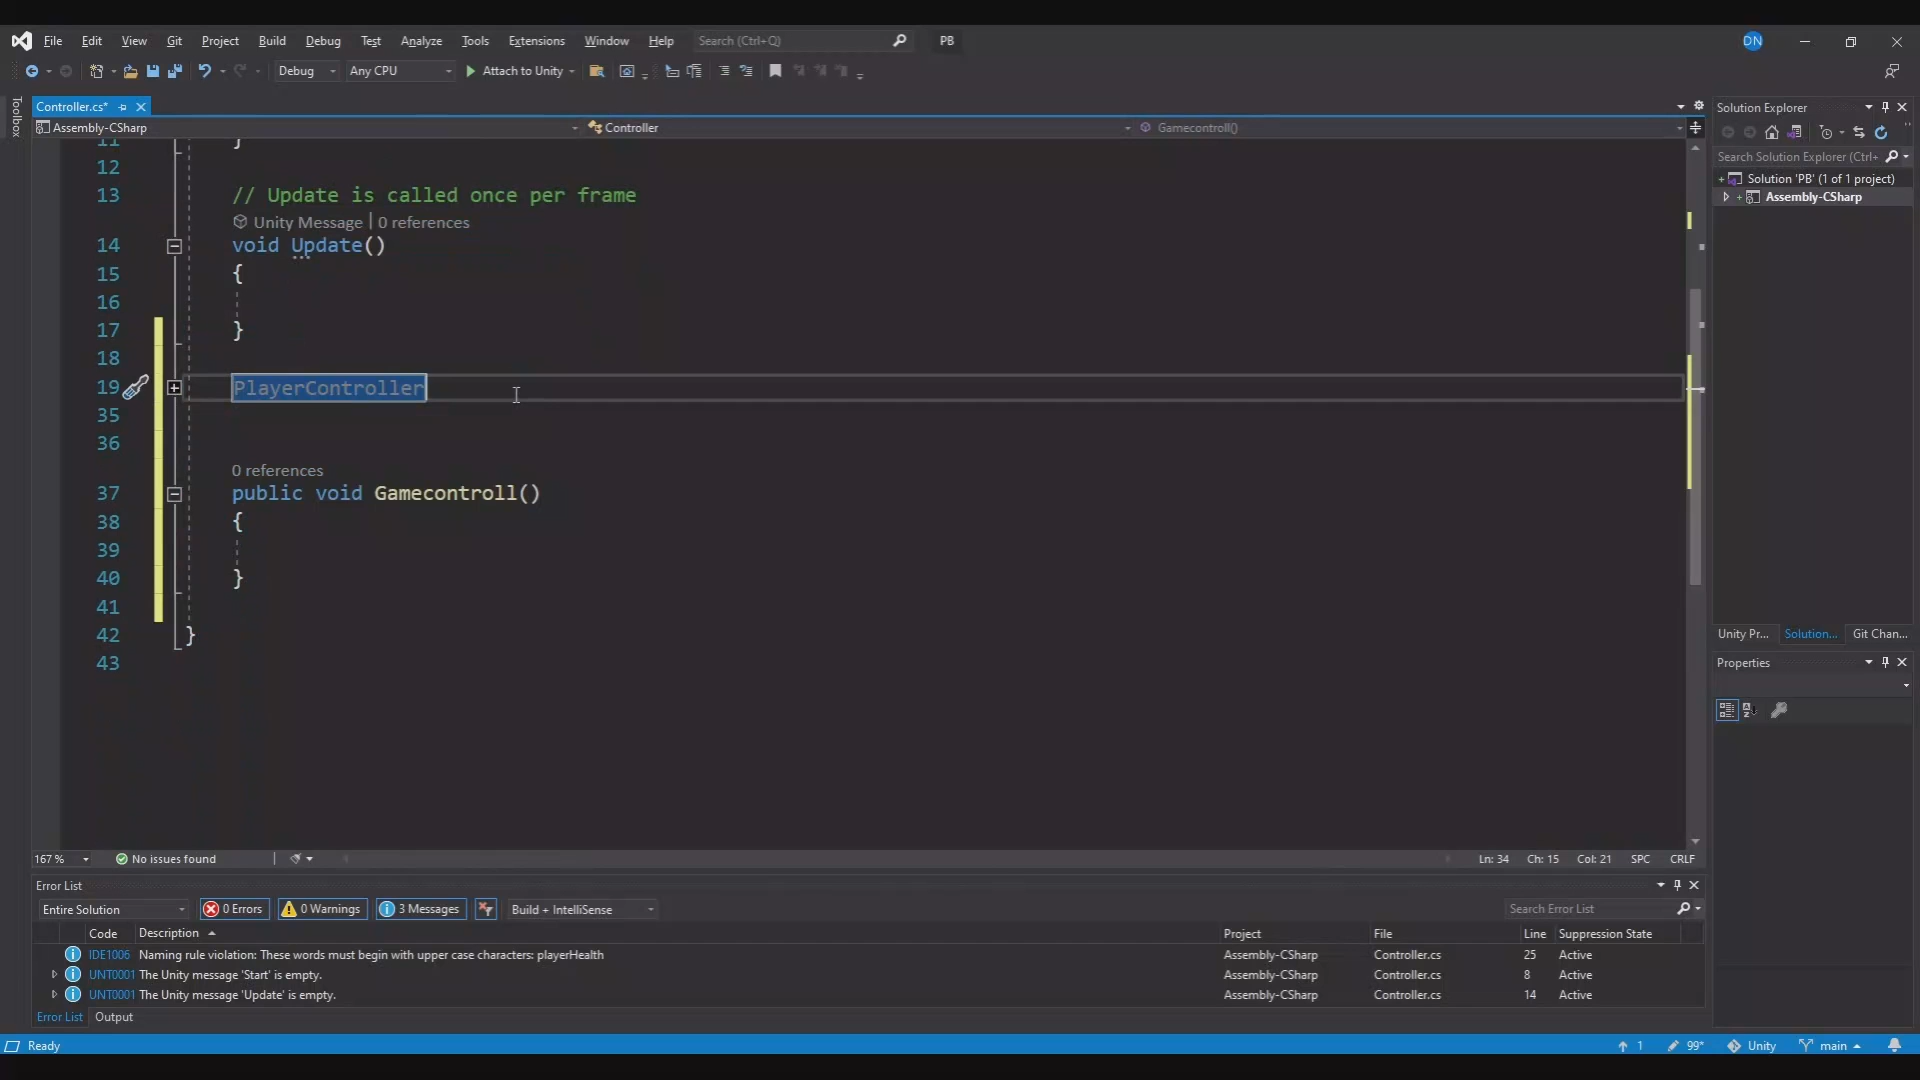 File Edit View Git Project Build Debug Test Analyze Tools Extensions Window Help Search (Ctrl+Q) PB DN
Debug Any CPU Attach to Unity
Toolbox
Controller.cs*
Assembly-CSharp Controller Gamecontroll()
11 }
12
13 // Update is called once per frame
Unity Message | 0 references
14 void Update()
15 {
16
17 }
18
19 PlayerController
35
36
0 references
37 public void Gamecontroll()
38 {
39
40 }
41
42 }
43
167 % No issues found Ln: 34 Ch: 15 Col: 21 SPC CRLF
Solution Explorer
Search Solution Explorer (Ctrl+
Solution 'PB' (1 of 1 project)
Assembly-CSharp
Unity Pr... Solution... Git Chan...
Properties
Error List
Entire Solution 0 Errors 0 Warnings 3 Messages Build + IntelliSense Search Error List
Code Description Project File Line Suppression State
IDE1006 Naming rule violation: These words must begin with upper case characters: playerHealth Assembly-CSharp Controller.cs 25 Active
UNT0001 The Unity message 'Start' is empty. Assembly-CSharp Controller.cs 8 Active
UNT0001 The Unity message 'Update' is empty. Assembly-CSharp Controller.cs 14 Active
Error List Output
Ready 1 99* Unity main